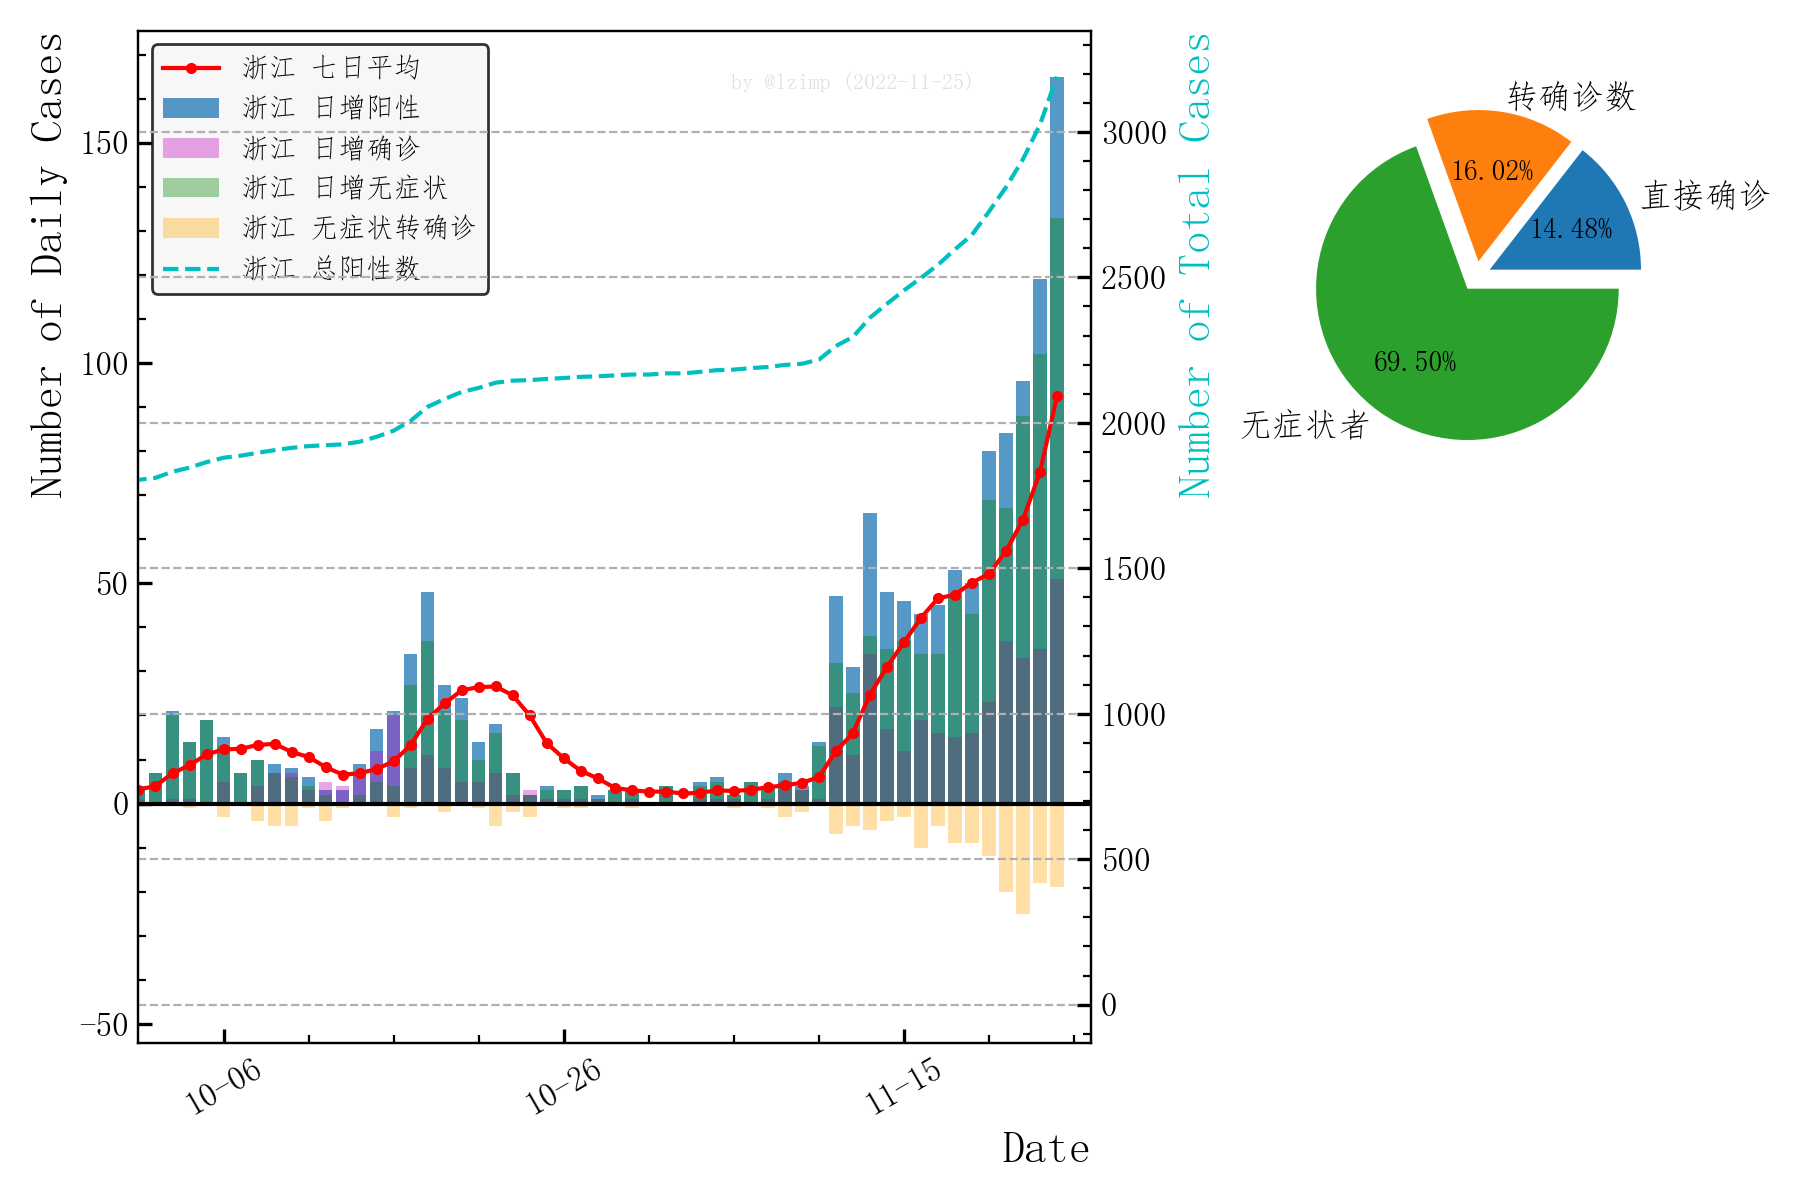 Number of Daily Cases
150
100
50
0
−50
浙江 七日平均
浙江 日增阳性
浙江 日增确诊
浙江 日增无症状
浙江 无症状转确诊
浙江 总阳性数
by @lzimp (2022-11-25)
3000
2500
2000
1500
1000
500
0
Number of Total Cases
10-06
10-26
11-15
Date
转确诊数
16.02%
直接确诊
14.48%
69.50%
无症状者